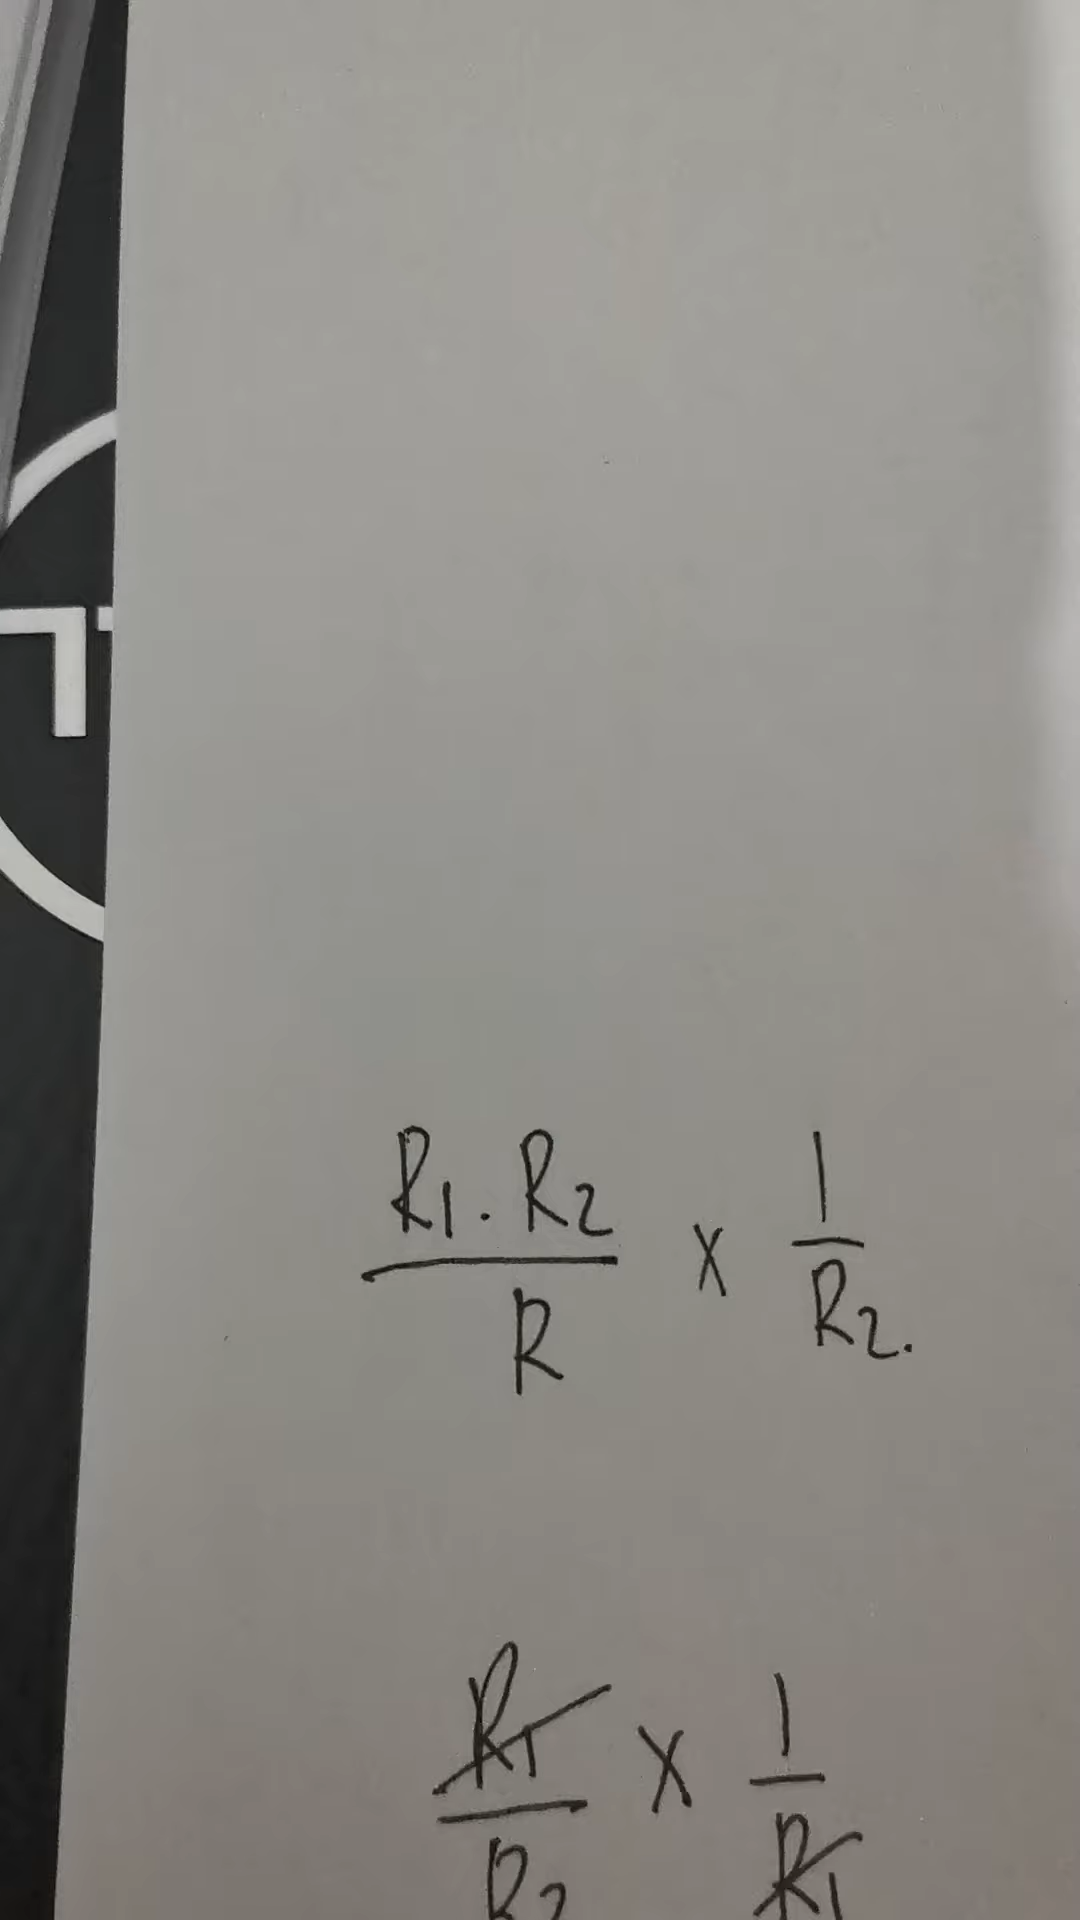 R1 . R2 / R x 1 / R2.
R1 / R2 x 1 / R1